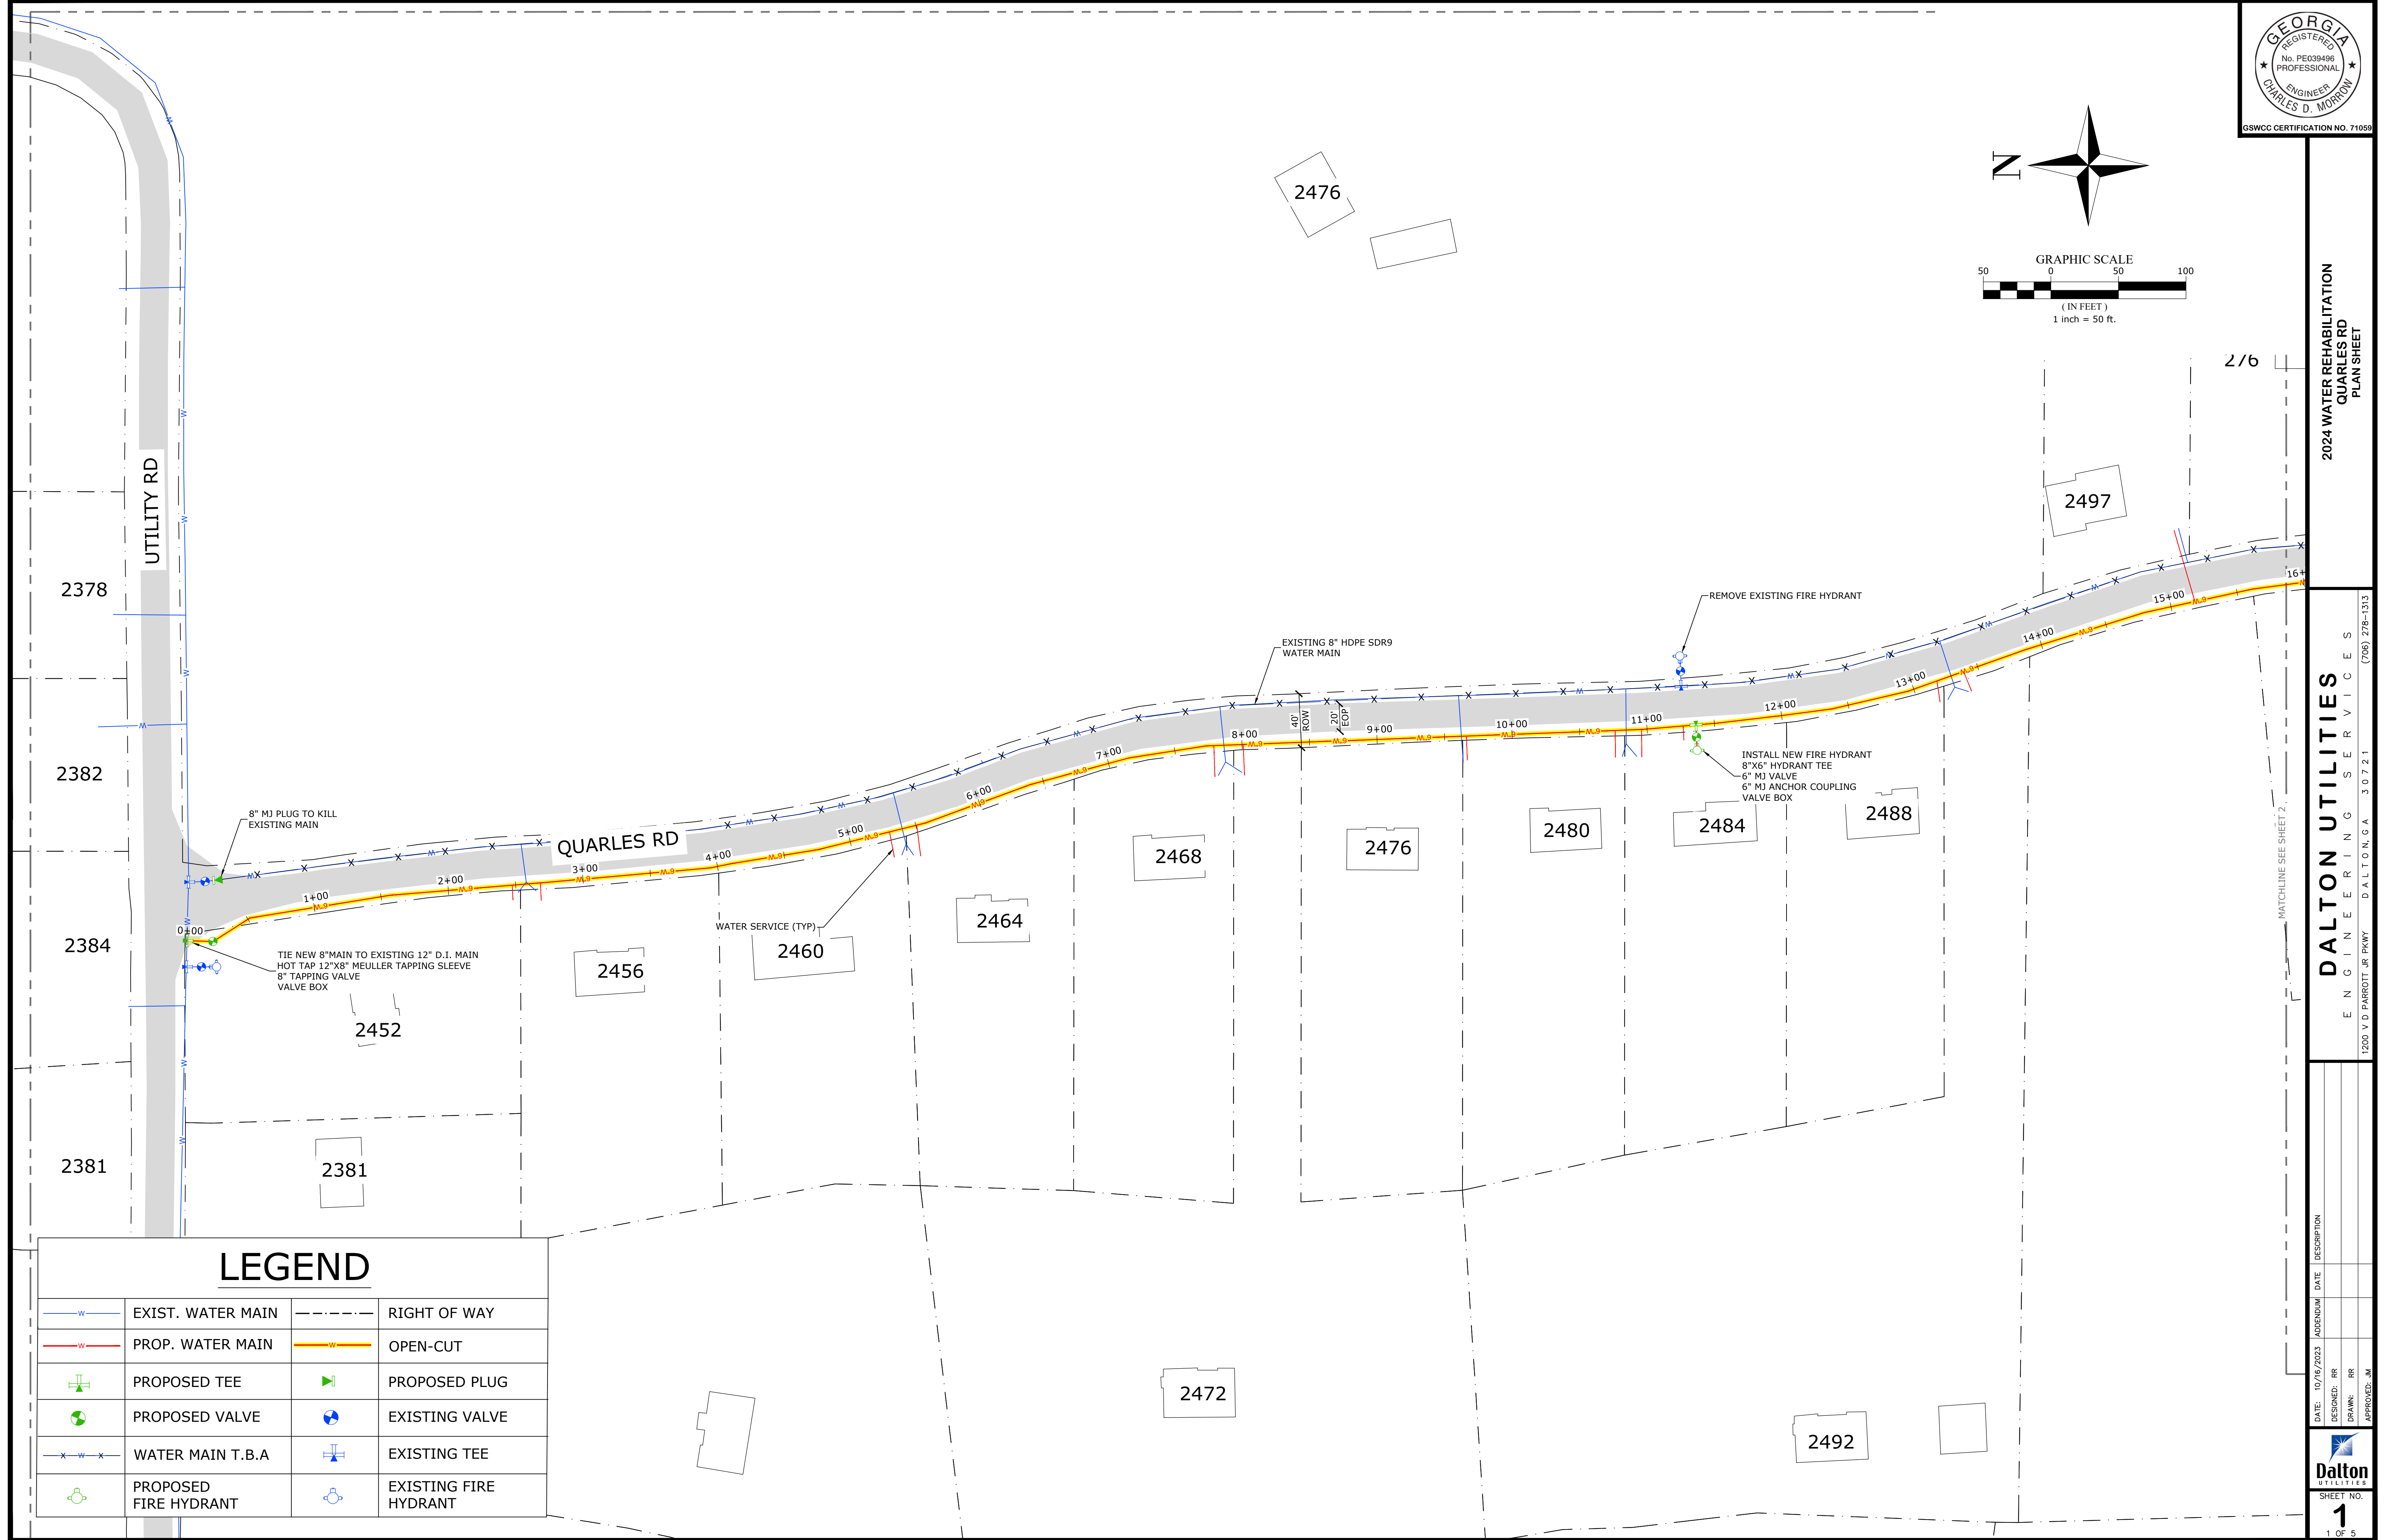 GEORGIA
REGISTERED
No. PE039496
PROFESSIONAL
ENGINEER
CHARLES D. MORROW
GSWCC CERTIFICATION NO. 71059
N
GRAPHIC SCALE
50 0 50 100
( IN FEET )
1 inch = 50 ft.
2476
276
2497
UTILITY RD
2378
2382
2384
2381
REMOVE EXISTING FIRE HYDRANT
EXISTING 8" HDPE SDR9
WATER MAIN
40'
ROW
20'
EOP
8" MJ PLUG TO KILL
EXISTING MAIN
QUARLES RD
0+00
1+00
2+00
3+00
4+00
5+00
6+00
7+00
8+00
9+00
10+00
11+00
12+00
13+00
14+00
15+00
16+
INSTALL NEW FIRE HYDRANT
8"X6" HYDRANT TEE
6" MJ VALVE
6" MJ ANCHOR COUPLING
VALVE BOX
WATER SERVICE (TYP)
TIE NEW 8"MAIN TO EXISTING 12" D.I. MAIN
HOT TAP 12"X8" MEULLER TAPPING SLEEVE
8" TAPPING VALVE
VALVE BOX
2452
2456
2460
2464
2468
2476
2480
2484
2488
2381
2472
2492
MATCHLINE SEE SHEET 2
LEGEND
W EXIST. WATER MAIN
RIGHT OF WAY
W PROP. WATER MAIN
W OPEN-CUT
PROPOSED TEE
PROPOSED PLUG
PROPOSED VALVE
EXISTING VALVE
X W X WATER MAIN T.B.A
EXISTING TEE
PROPOSED
FIRE HYDRANT
EXISTING FIRE
HYDRANT
2024 WATER REHABILITATION
QUARLES RD
PLAN SHEET
DALTON UTILITIES
ENGINEERING SERVICES
1200 V D PARROTT JR PKWY DALTON,GA 30721 (706) 278-1313
DATE: 10/16/2023 ADDENDUM DATE DESCRIPTION
DESIGNED: RR
DRAWN: RR
APPROVED: JM
Dalton
UTILITIES
SHEET NO.
1
1 OF 5